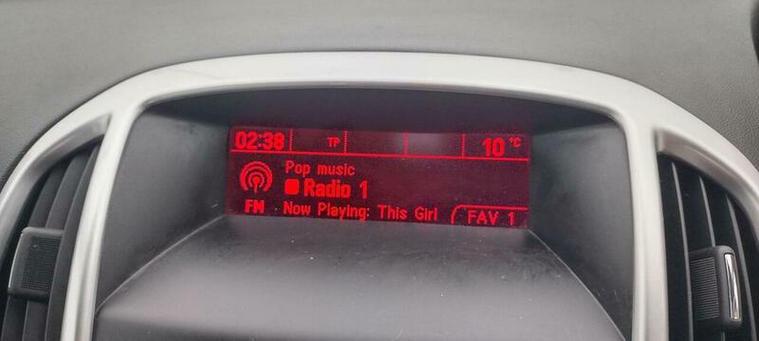 02:38 TP 10 °C
Pop music
Radio 1
FM Now Playing: This Girl FAV 1